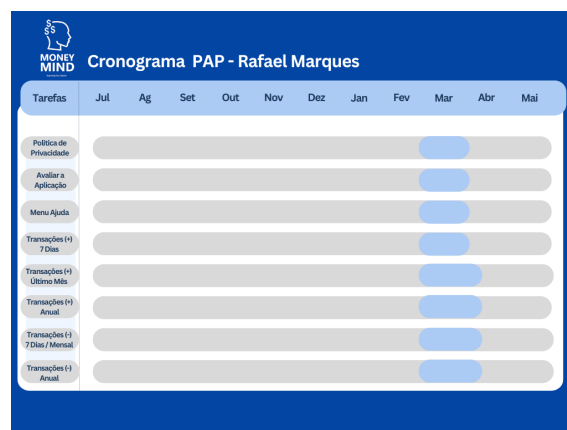 $
$$
MONEY
MIND
Cronograma PAP - Rafael Marques
Tarefas Jul Ag Set Out Nov Dez Jan Fev Mar Abr Mai
Política de
Privacidade
Avaliar a
Aplicação
Menu Ajuda
Transações (+)
7 Dias
Transações (+)
Último Mês
Transações (+)
Anual
Transações (-)
7 Dias / Mensal
Transações (-)
Anual